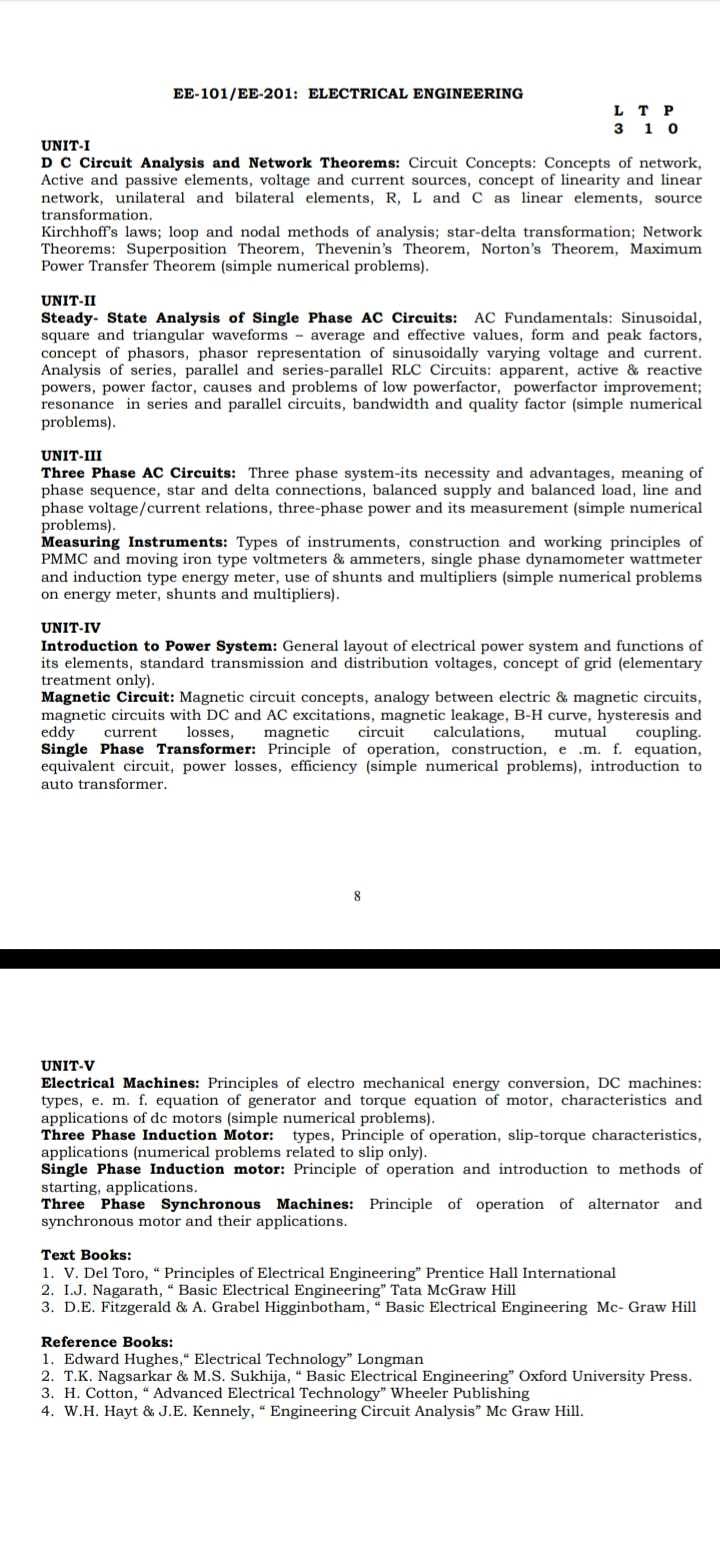 EE-101/EE-201: ELECTRICAL ENGINEERING
L T P
3 1 0
UNIT-I
D C Circuit Analysis and Network Theorems: Circuit Concepts: Concepts of network,
Active and passive elements, voltage and current sources, concept of linearity and linear
network, unilateral and bilateral elements, R, L and C as linear elements, source
transformation.
Kirchhoff's laws; loop and nodal methods of analysis; star-delta transformation; Network
Theorems: Superposition Theorem, Thevenin's Theorem, Norton's Theorem, Maximum
Power Transfer Theorem (simple numerical problems).
UNIT-II
Steady- State Analysis of Single Phase AC Circuits: AC Fundamentals: Sinusoidal,
square and triangular waveforms – average and effective values, form and peak factors,
concept of phasors, phasor representation of sinusoidally varying voltage and current.
Analysis of series, parallel and series-parallel RLC Circuits: apparent, active & reactive
powers, power factor, causes and problems of low powerfactor, powerfactor improvement;
resonance in series and parallel circuits, bandwidth and quality factor (simple numerical
problems).
UNIT-III
Three Phase AC Circuits: Three phase system-its necessity and advantages, meaning of
phase sequence, star and delta connections, balanced supply and balanced load, line and
phase voltage/current relations, three-phase power and its measurement (simple numerical
problems).
Measuring Instruments: Types of instruments, construction and working principles of
PMMC and moving iron type voltmeters & ammeters, single phase dynamometer wattmeter
and induction type energy meter, use of shunts and multipliers (simple numerical problems
on energy meter, shunts and multipliers).
UNIT-IV
Introduction to Power System: General layout of electrical power system and functions of
its elements, standard transmission and distribution voltages, concept of grid (elementary
treatment only).
Magnetic Circuit: Magnetic circuit concepts, analogy between electric & magnetic circuits,
magnetic circuits with DC and AC excitations, magnetic leakage, B-H curve, hysteresis and
eddy current losses, magnetic circuit calculations, mutual coupling.
Single Phase Transformer: Principle of operation, construction, e .m. f. equation,
equivalent circuit, power losses, efficiency (simple numerical problems), introduction to
auto transformer.
8
UNIT-V
Electrical Machines: Principles of electro mechanical energy conversion, DC machines:
types, e. m. f. equation of generator and torque equation of motor, characteristics and
applications of dc motors (simple numerical problems).
Three Phase Induction Motor: types, Principle of operation, slip-torque characteristics,
applications (numerical problems related to slip only).
Single Phase Induction motor: Principle of operation and introduction to methods of
starting, applications.
Three Phase Synchronous Machines: Principle of operation of alternator and
synchronous motor and their applications.
Text Books:
1. V. Del Toro, “ Principles of Electrical Engineering” Prentice Hall International
2. I.J. Nagarath, “ Basic Electrical Engineering” Tata McGraw Hill
3. D.E. Fitzgerald & A. Grabel Higginbotham, “ Basic Electrical Engineering Mc- Graw Hill
Reference Books:
1. Edward Hughes,“ Electrical Technology” Longman
2. T.K. Nagsarkar & M.S. Sukhija, “ Basic Electrical Engineering” Oxford University Press.
3. H. Cotton, “ Advanced Electrical Technology” Wheeler Publishing
4. W.H. Hayt & J.E. Kennely, “ Engineering Circuit Analysis” Mc Graw Hill.